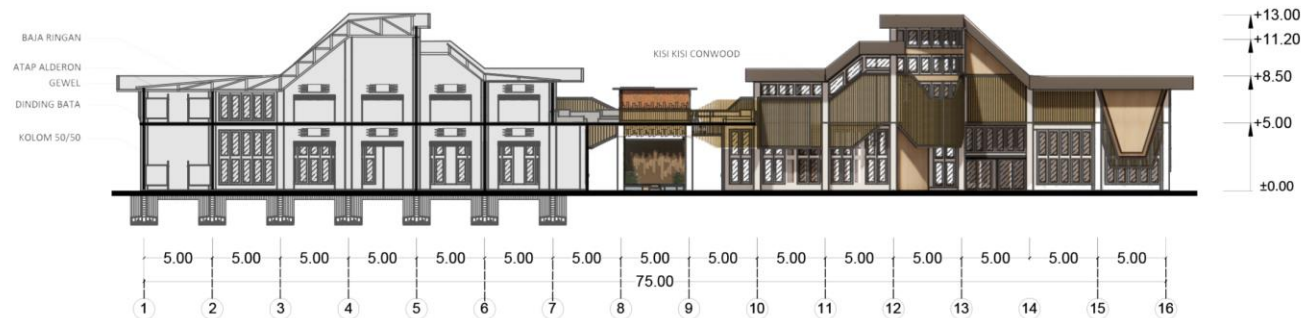 BAJA RINGAN
ATAP ALDERON
GEWEL
DINDING BATA
KOLOM 50/50
KISI KISI CONWOOD
+13.00
+11.20
+8.50
+5.00
±0.00
5.00 5.00 5.00 5.00 5.00 5.00 5.00 5.00 5.00 5.00 5.00 5.00 5.00 5.00 5.00
75.00
1 2 3 4 5 6 7 8 9 10 11 12 13 14 15 16